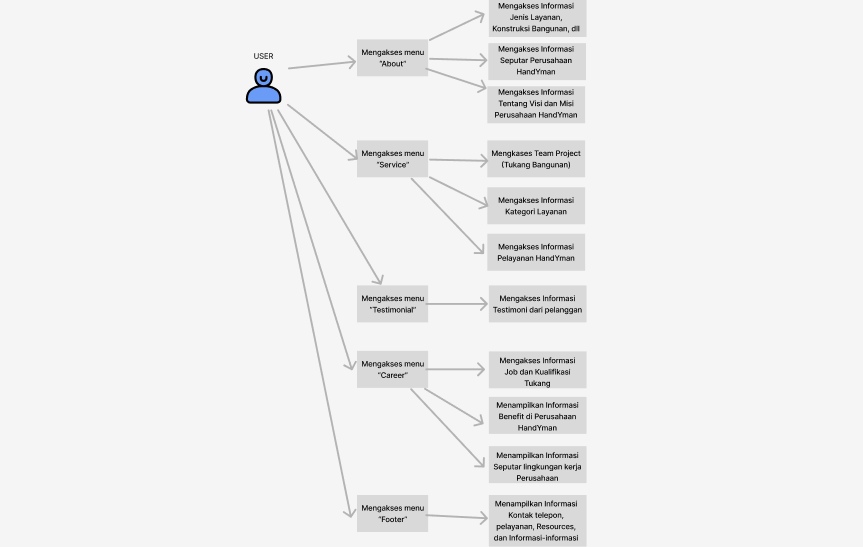 USER
Mengakses menu
"About"
Mengakses Informasi
Jenis Layanan,
Konstruksi Bangunan, dll
Mengakses Informasi
Seputar Perusahaan
HandYman
Mengakses Informasi
Tentang Visi dan Misi
Perusahaan HandYman
Mengakses menu
"Service"
Mengkases Team Project
(Tukang Bangunan)
Mengakses Informasi
Kategori Layanan
Mengakses Informasi
Pelayanan HandYman
Mengakses menu
"Testimonial"
Mengakses Informasi
Testimoni dari pelanggan
Mengakses menu
"Career"
Mengakses Informasi
Job dan Kualifikasi
Tukang
Menampilkan Informasi
Benefit di Perusahaan
HandYman
Menampilkan Informasi
Seputar lingkungan kerja
Perusahaan
Mengakses menu
"Footer"
Menampilkan Informasi
Kontak telepon,
pelayanan, Resources,
dan Informasi-informasi